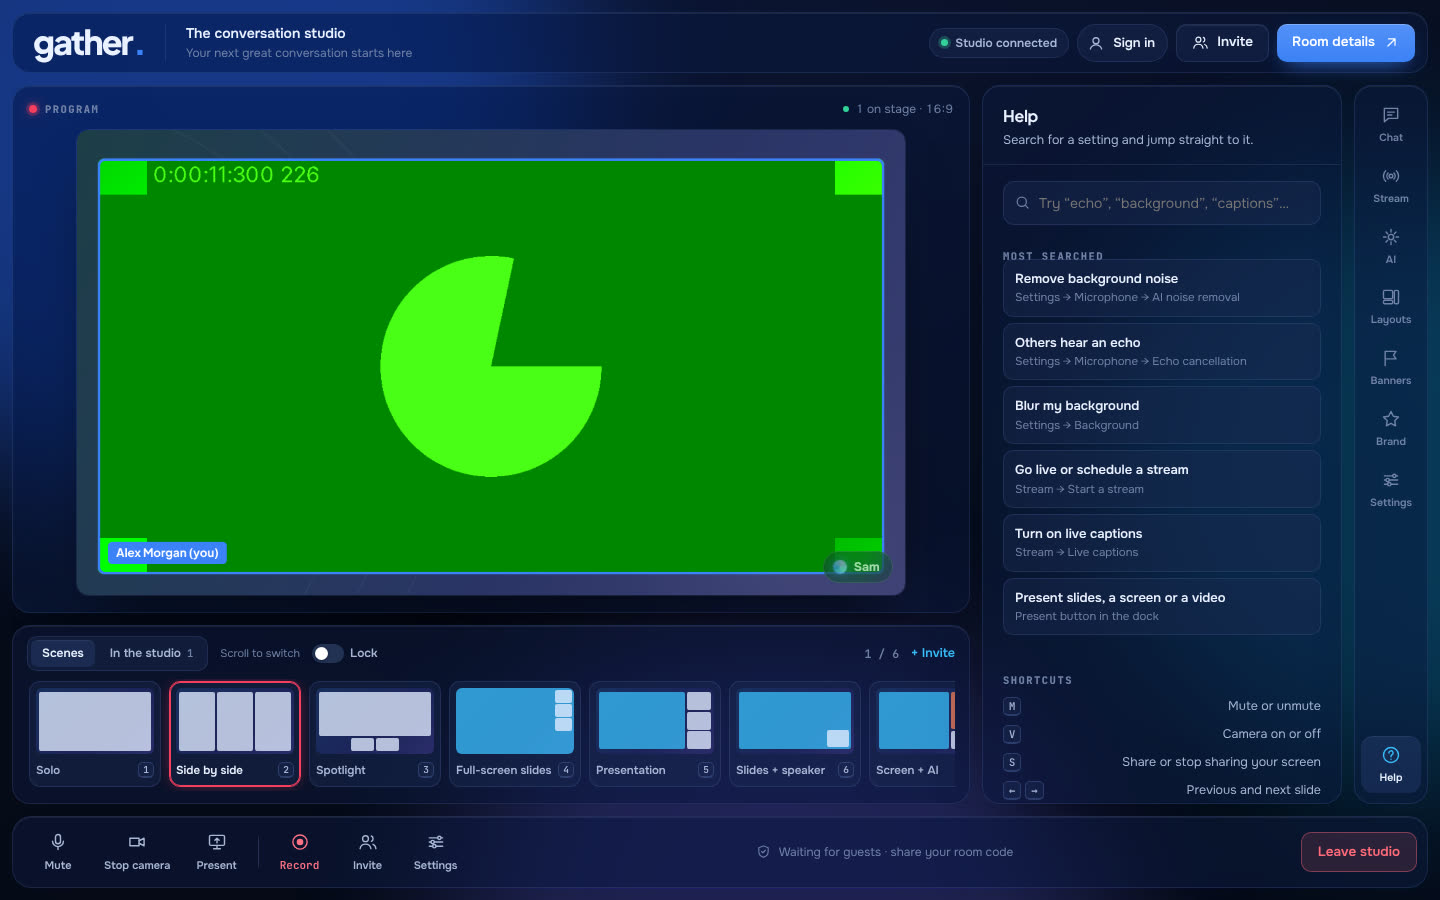 gather.
The conversation studio
Your next great conversation starts here
Studio connected
Sign in
Invite
Room details
PROGRAM
1 on stage · 16:9
0:00:11:300 226
Alex Morgan (you)
Sam
Scenes
In the studio 1
Scroll to switch
Lock
1 / 6
+ Invite
Solo 1
Side by side 2
Spotlight 3
Full-screen slides 4
Presentation 5
Slides + speaker 6
Screen + AI
Mute
Stop camera
Present
Record
Invite
Settings
Waiting for guests · share your room code
Leave studio
Help
Search for a setting and jump straight to it.
Try “echo”, “background”, “captions”...
MOST SEARCHED
Remove background noise
Settings → Microphone → AI noise removal
Others hear an echo
Settings → Microphone → Echo cancellation
Blur my background
Settings → Background
Go live or schedule a stream
Stream → Start a stream
Turn on live captions
Stream → Live captions
Present slides, a screen or a video
Present button in the dock
SHORTCUTS
M Mute or unmute
V Camera on or off
S Share or stop sharing your screen
← → Previous and next slide
Chat
Stream
AI
Layouts
Banners
Brand
Settings
Help